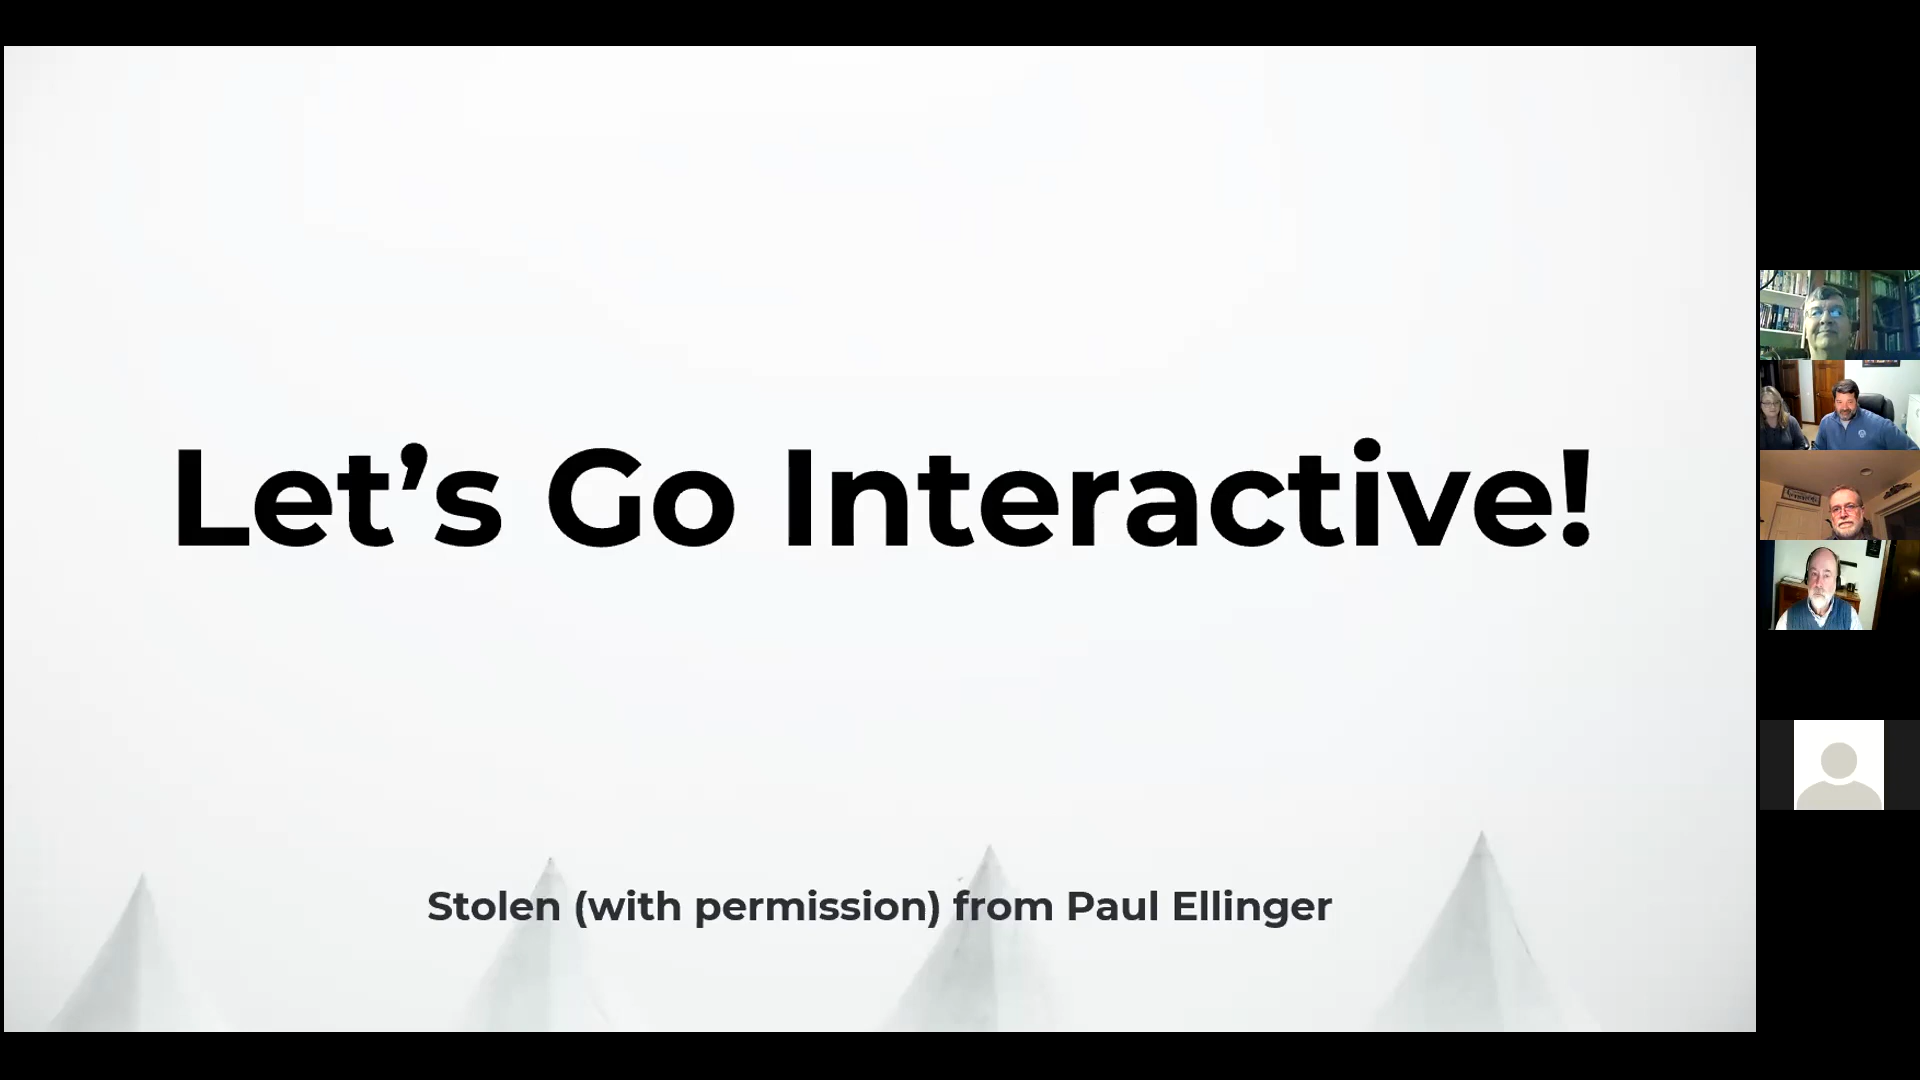 Let’s Go Interactive!
Stolen (with permission) from Paul Ellinger